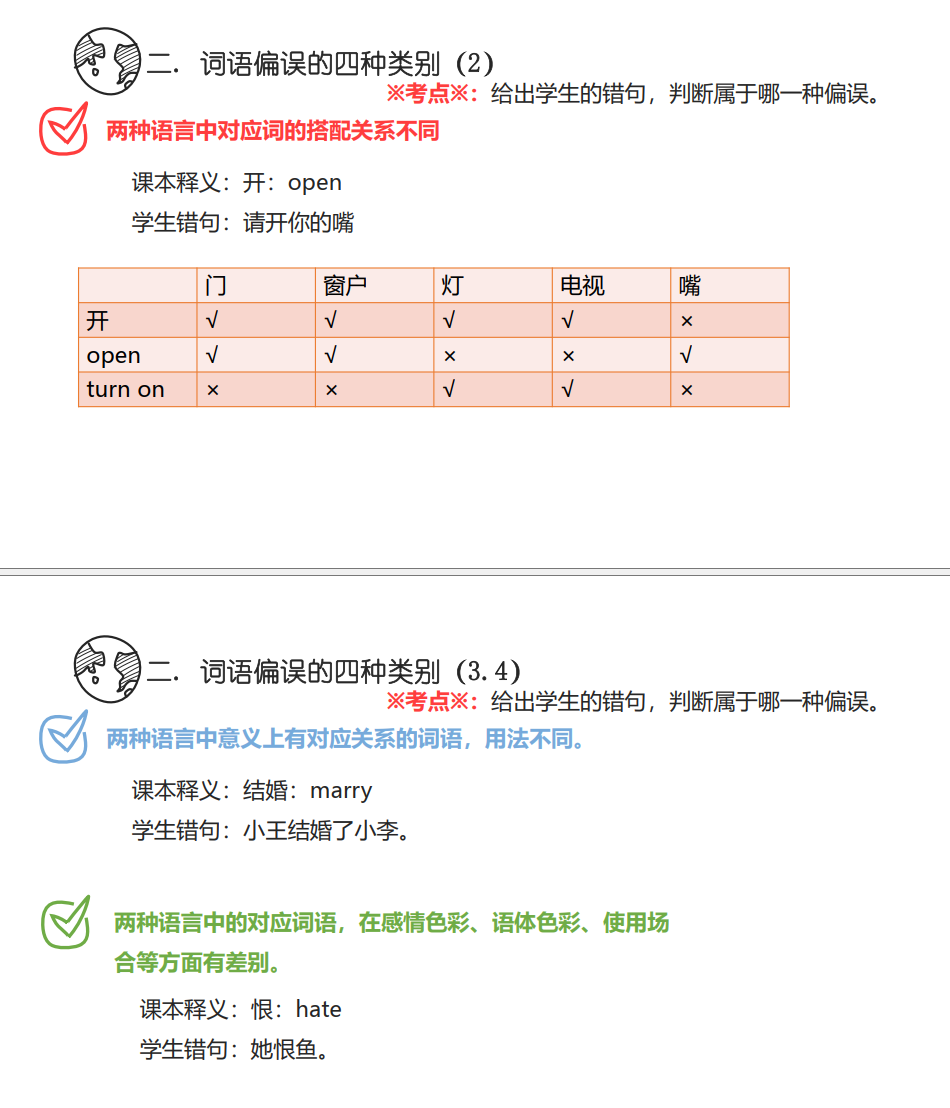 二. 词语偏误的四种类别（2）
※考点※：给出学生的错句，判断属于哪一种偏误。
两种语言中对应词的搭配关系不同
课本释义：开：open
学生错句：请开你的嘴
门 窗户 灯 电视 嘴
开 √ √ √ √ ×
open √ √ × × √
turn on × × √ √ ×
二. 词语偏误的四种类别（3.4）
※考点※：给出学生的错句，判断属于哪一种偏误。
两种语言中意义上有对应关系的词语，用法不同。
课本释义：结婚：marry
学生错句：小王结婚了小李。
两种语言中的对应词语，在感情色彩、语体色彩、使用场
合等方面有差别。
课本释义：恨：hate
学生错句：她恨鱼。